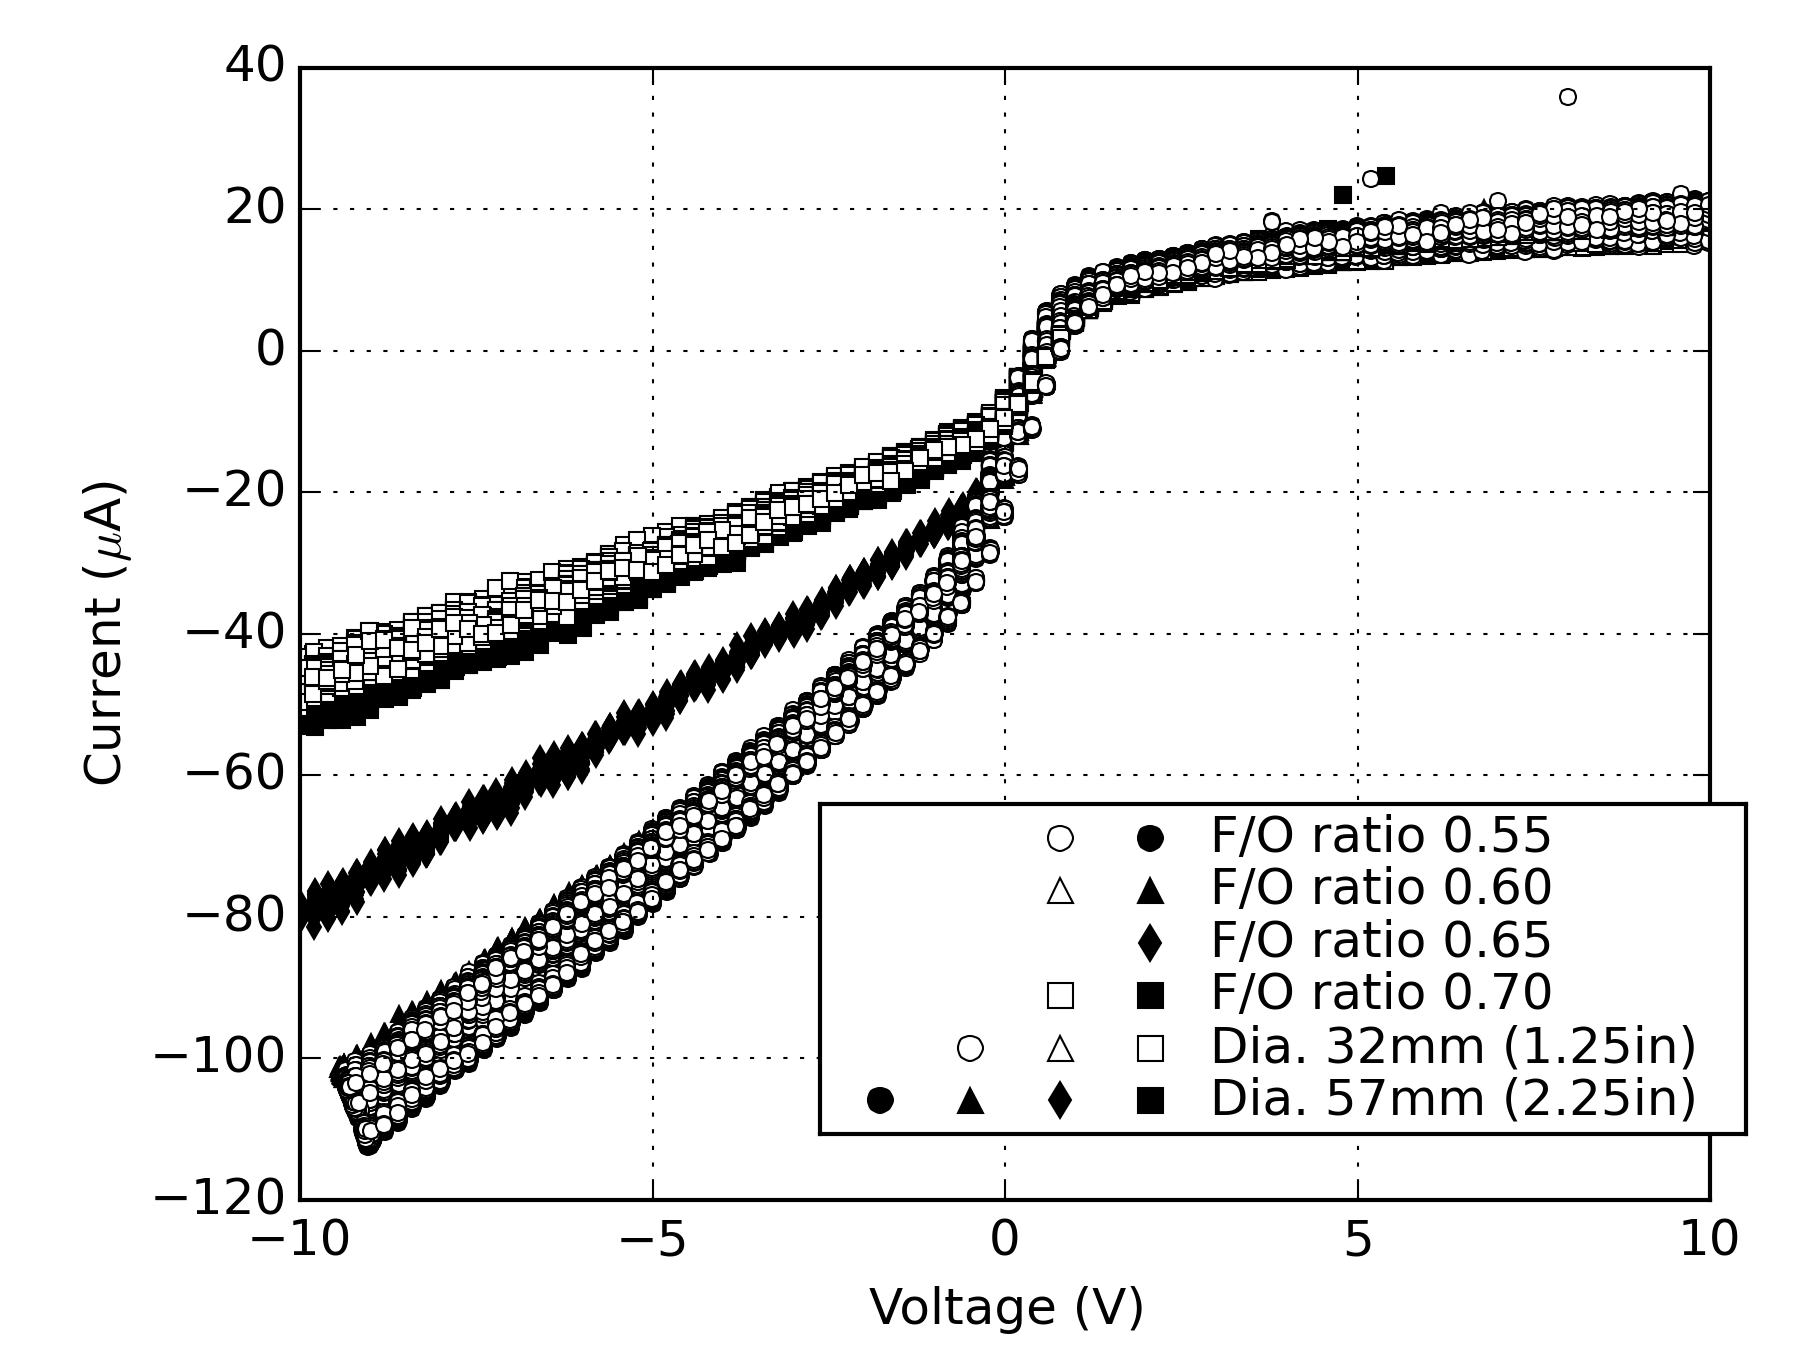 40
20
0
−20
−40
−60
−80
−100
−120
Current (μA)
−10 −5 0 5 10
Voltage (V)
F/O ratio 0.55
F/O ratio 0.60
F/O ratio 0.65
F/O ratio 0.70
Dia. 32mm (1.25in)
Dia. 57mm (2.25in)